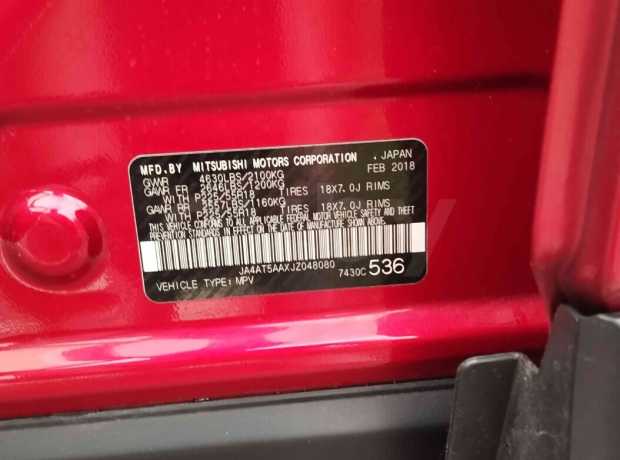 MFD.BY MITSUBISHI MOTORS CORPORATION , JAPAN
GVWR 4630LBS/2100KG FEB 2018
GAWR FR 2646LBS/1200KG
WITH P225/55R18 TIRES 18X7.0J RIMS
GAWR RR 2557LBS/1160KG
WITH P225/55R18 TIRES 18X7.0J RIMS
THIS VEHICLE CONFORMS TO ALL APPLICABLE FEDERAL MOTOR VEHICLE SAFETY AND THEFT
PREVENTION STANDARDS IN EFFECT ON THE DATE OF MANUFACTURE SHOWN ABOVE.
JA4AT5AAXJZ048080
VEHICLE TYPE: MPV 7430C 536